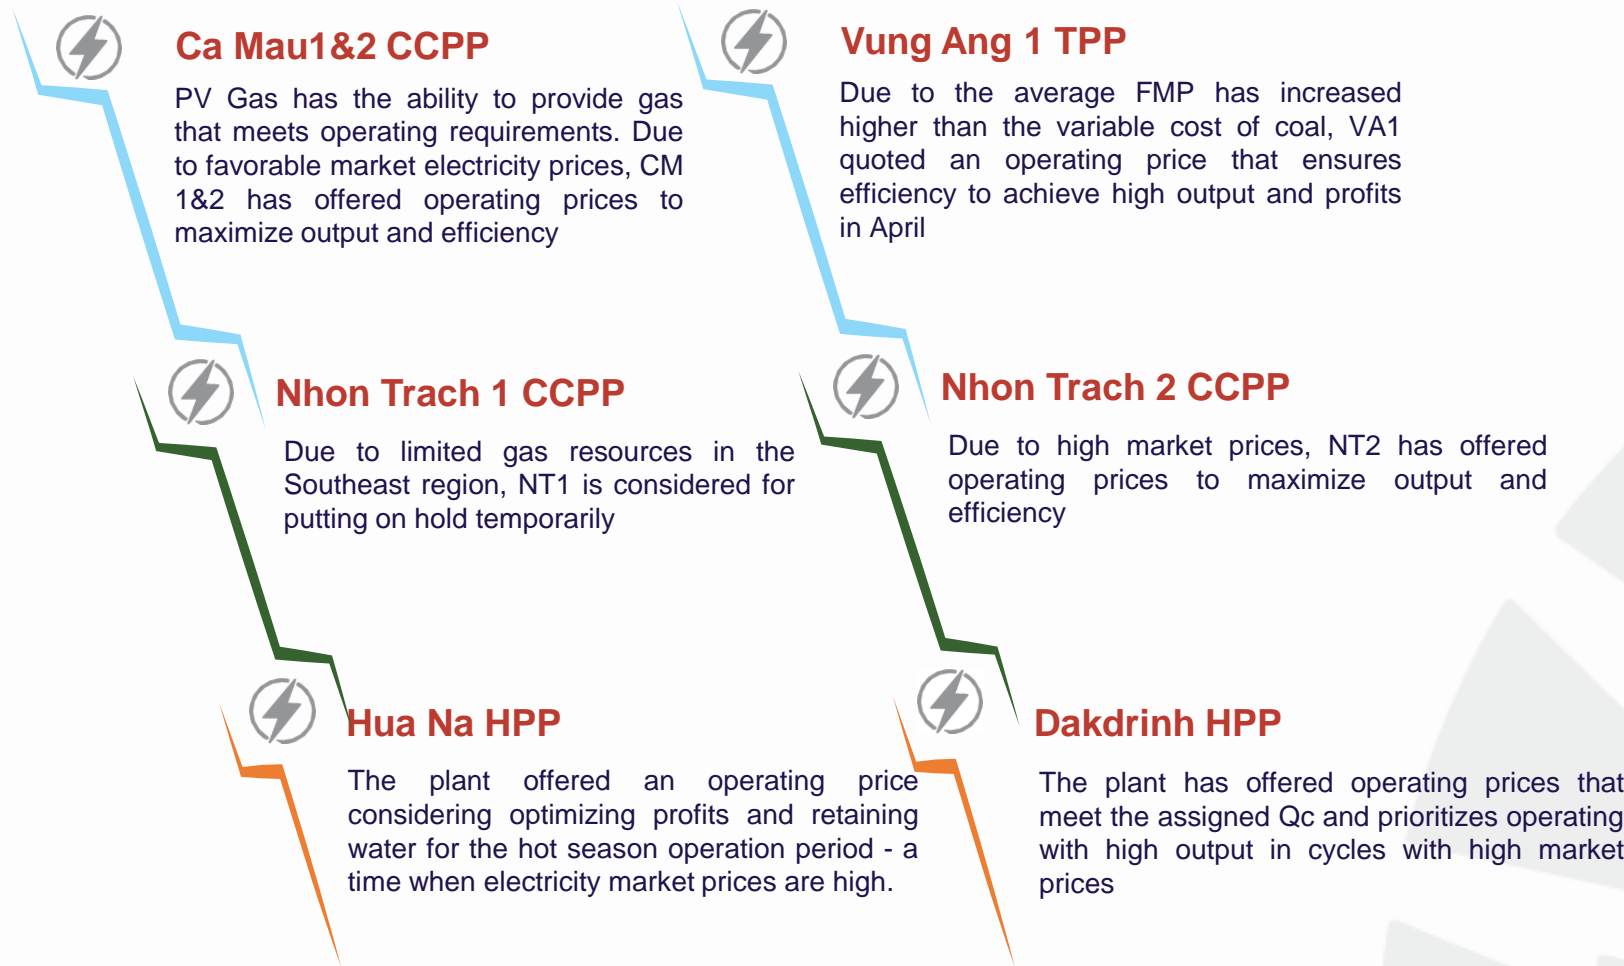 Ca Mau1&2 CCPP
PV Gas has the ability to provide gas
that meets operating requirements. Due
to favorable market electricity prices, CM
1&2 has offered operating prices to
maximize output and efficiency
Vung Ang 1 TPP
Due to the average FMP has increased
higher than the variable cost of coal, VA1
quoted an operating price that ensures
efficiency to achieve high output and profits
in April
Nhon Trach 1 CCPP
Due to limited gas resources in the
Southeast region, NT1 is considered for
putting on hold temporarily
Nhon Trach 2 CCPP
Due to high market prices, NT2 has offered
operating prices to maximize output and
efficiency
Hua Na HPP
The plant offered an operating price
considering optimizing profits and retaining
water for the hot season operation period - a
time when electricity market prices are high.
Dakdrinh HPP
The plant has offered operating prices that
meet the assigned Qc and prioritizes operating
with high output in cycles with high market
prices